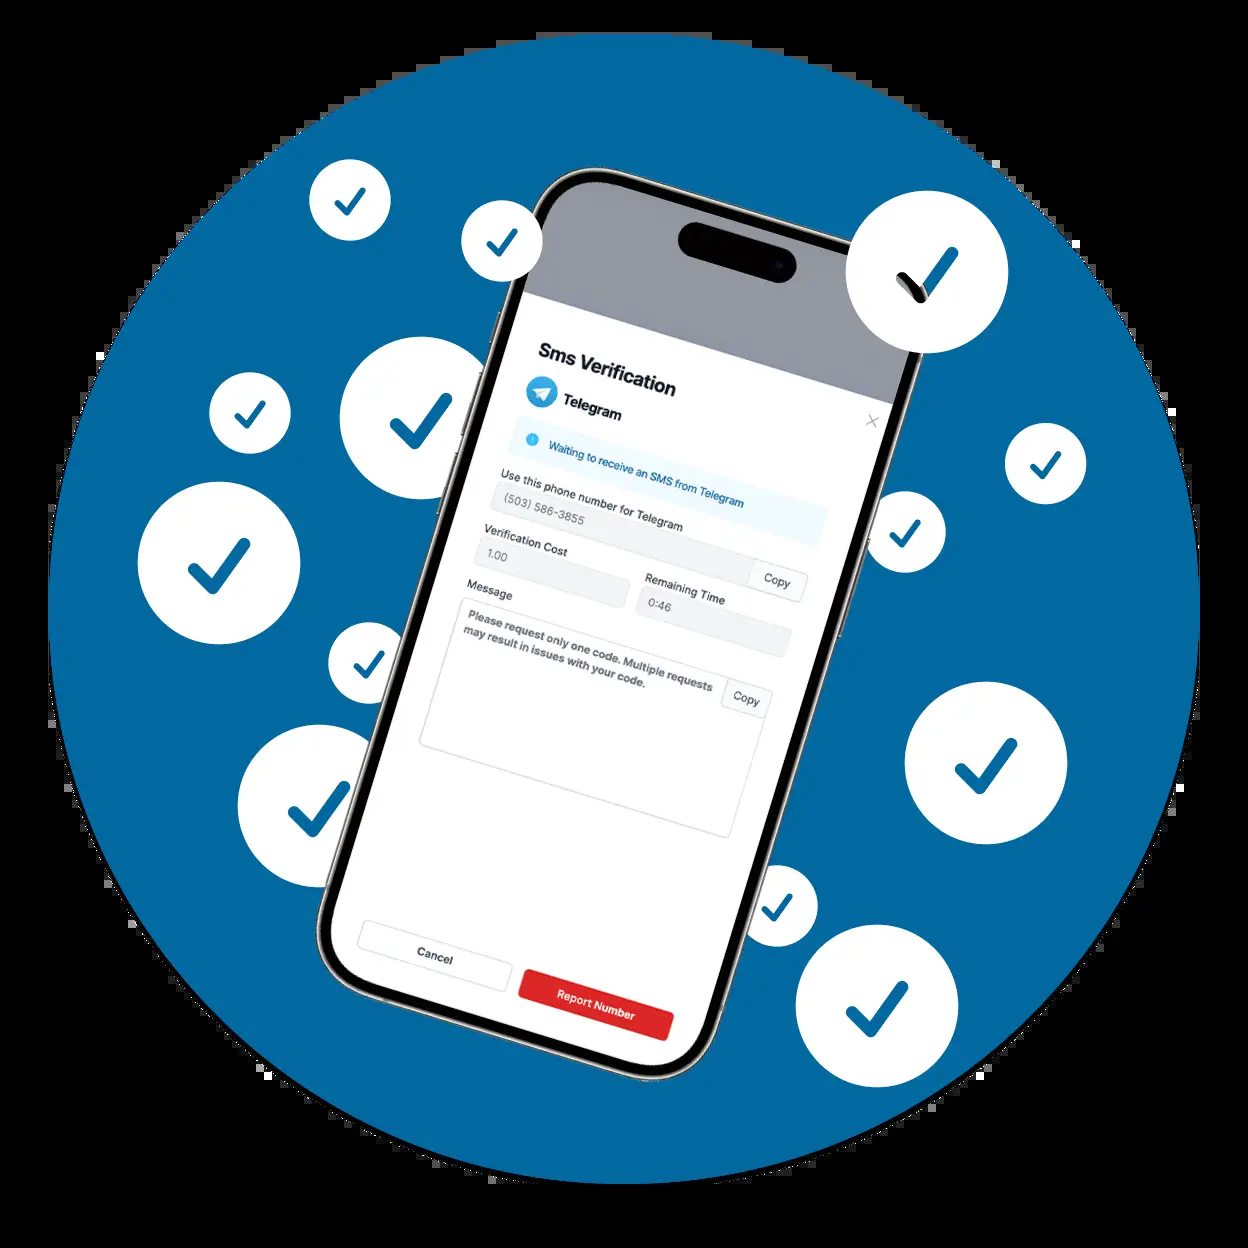 Sms Verification
Telegram
Waiting to receive an SMS from Telegram
Use this phone number for Telegram
(503) 586-3855
Copy
Verification Cost
1.00
Remaining Time
0:46
Message
Please request only one code. Multiple requests
may result in issues with your code.
Copy
Cancel
Report Number